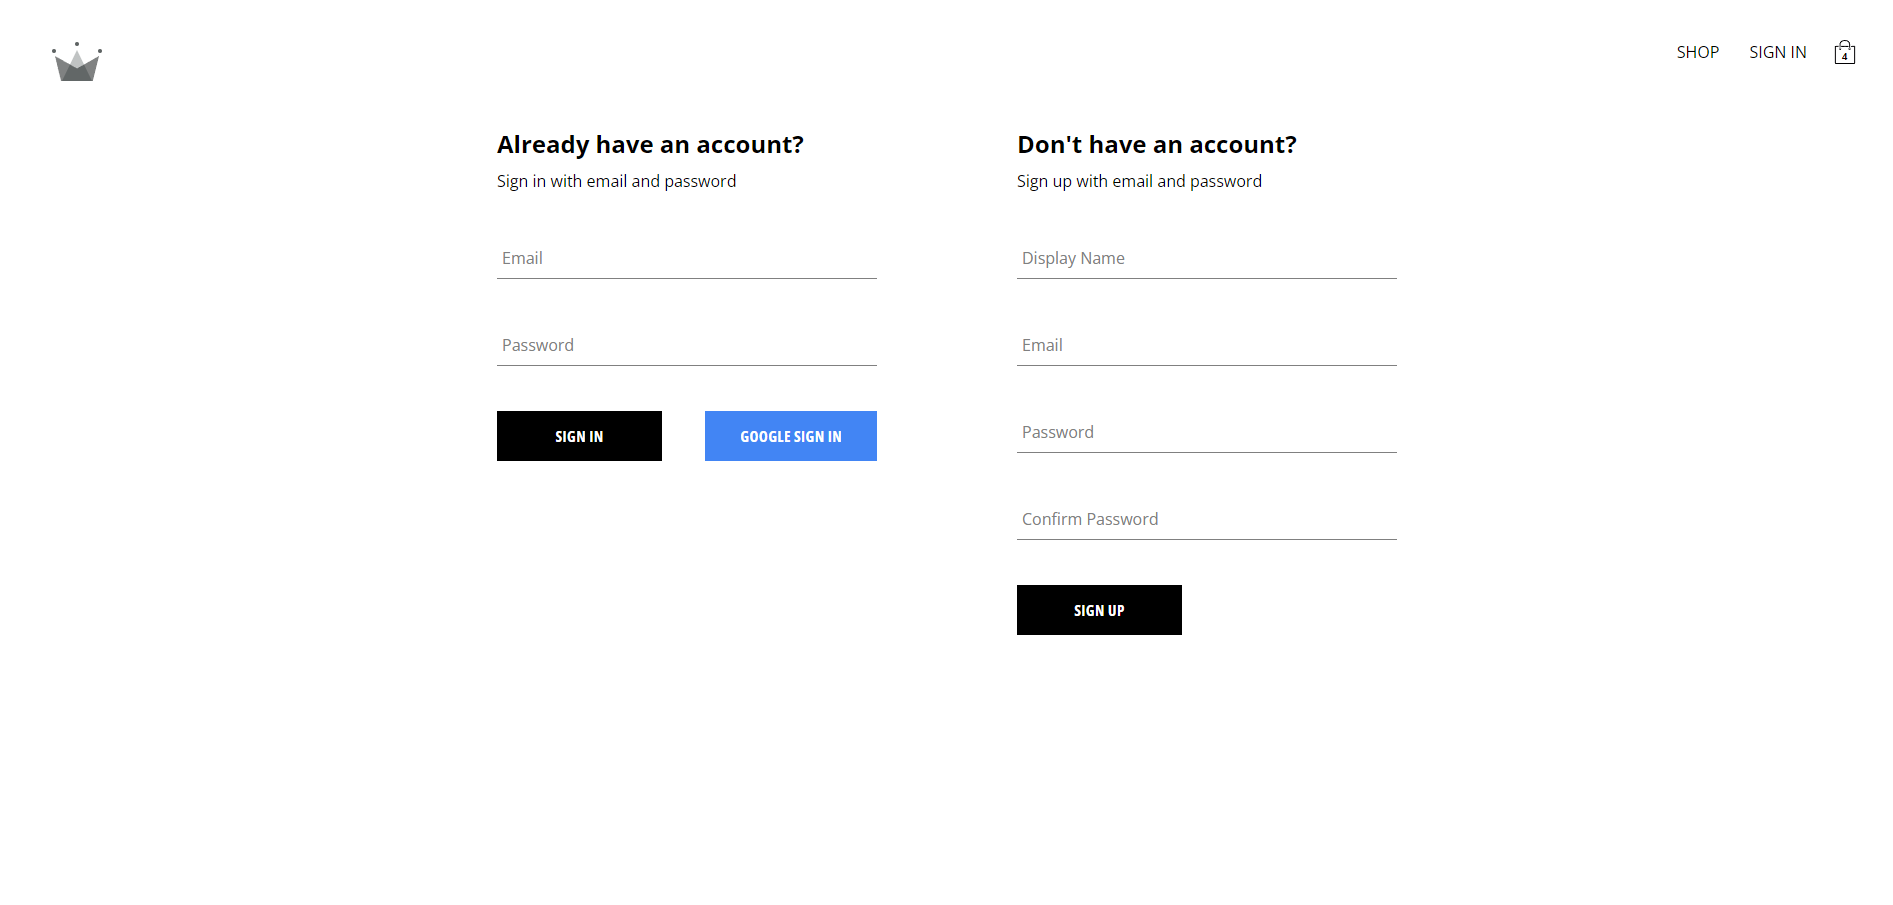 SHOP SIGN IN 4
Already have an account?
Sign in with email and password
Email
Password
SIGN IN GOOGLE SIGN IN
Don't have an account?
Sign up with email and password
Display Name
Email
Password
Confirm Password
SIGN UP